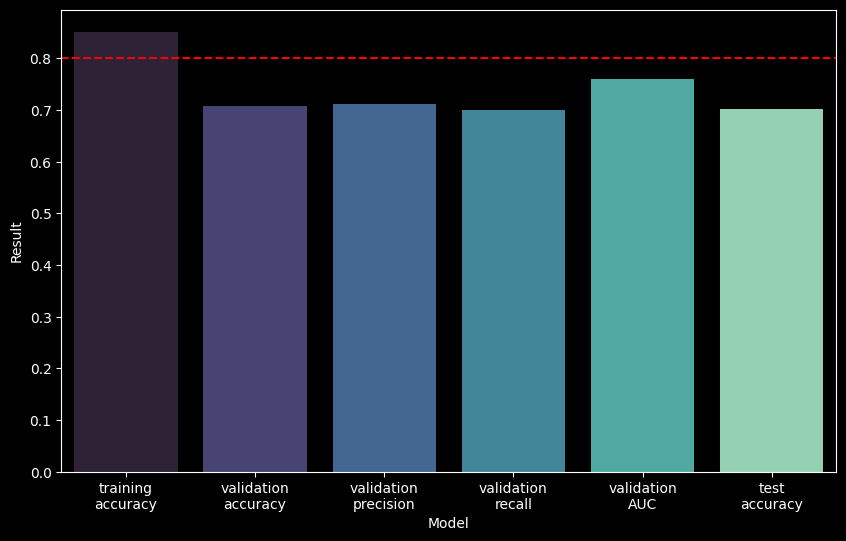 0.8
0.7
0.6
0.5
0.4
0.3
0.2
0.1
0.0
Result
training
accuracy
validation
accuracy
validation
precision
validation
recall
validation
AUC
test
accuracy
Model